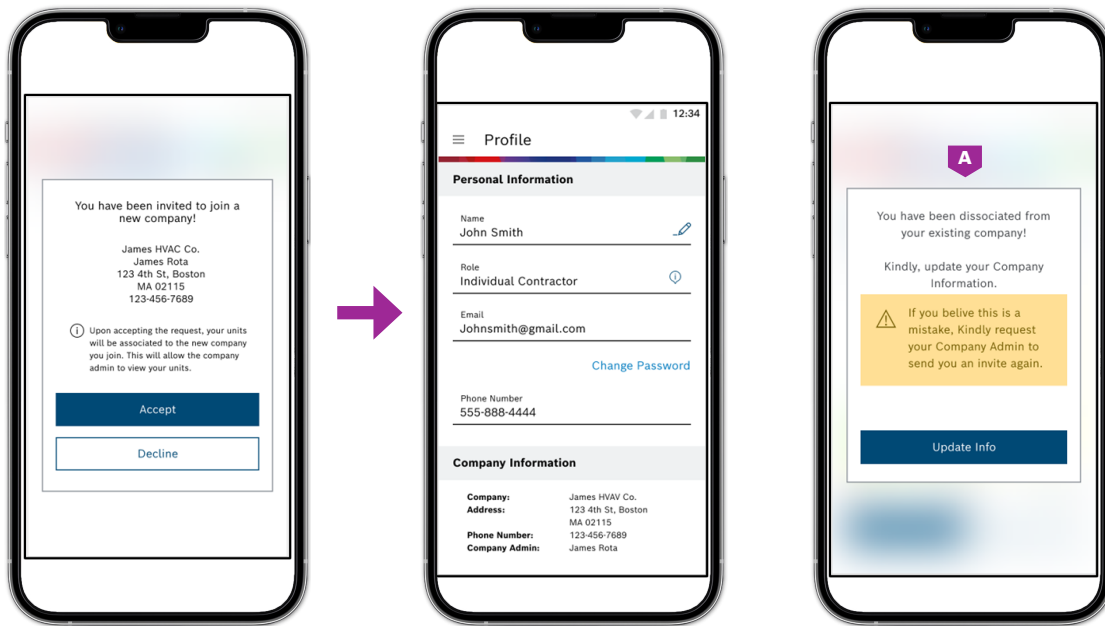 You have been invited to join a
new company!
James HVAC Co.
James Rota
123 4th St, Boston
MA 02115
123-456-7689
Upon accepting the request, your units
will be associated to the new company
you join. This will allow the company
admin to view your units.
Accept
Decline
12:34
Profile
Personal Information
Name
John Smith
Role
Individual Contractor
Email
Johnsmith@gmail.com
Change Password
Phone Number
555-888-4444
Company Information
Company: James HVAV Co.
Address: 123 4th St, Boston
MA 02115
Phone Number: 123-456-7689
Company Admin: James Rota
A
You have been dissociated from
your existing company!
Kindly, update your Company
Information.
If you belive this is a
mistake, Kindly request
your Company Admin to
send you an invite again.
Update Info